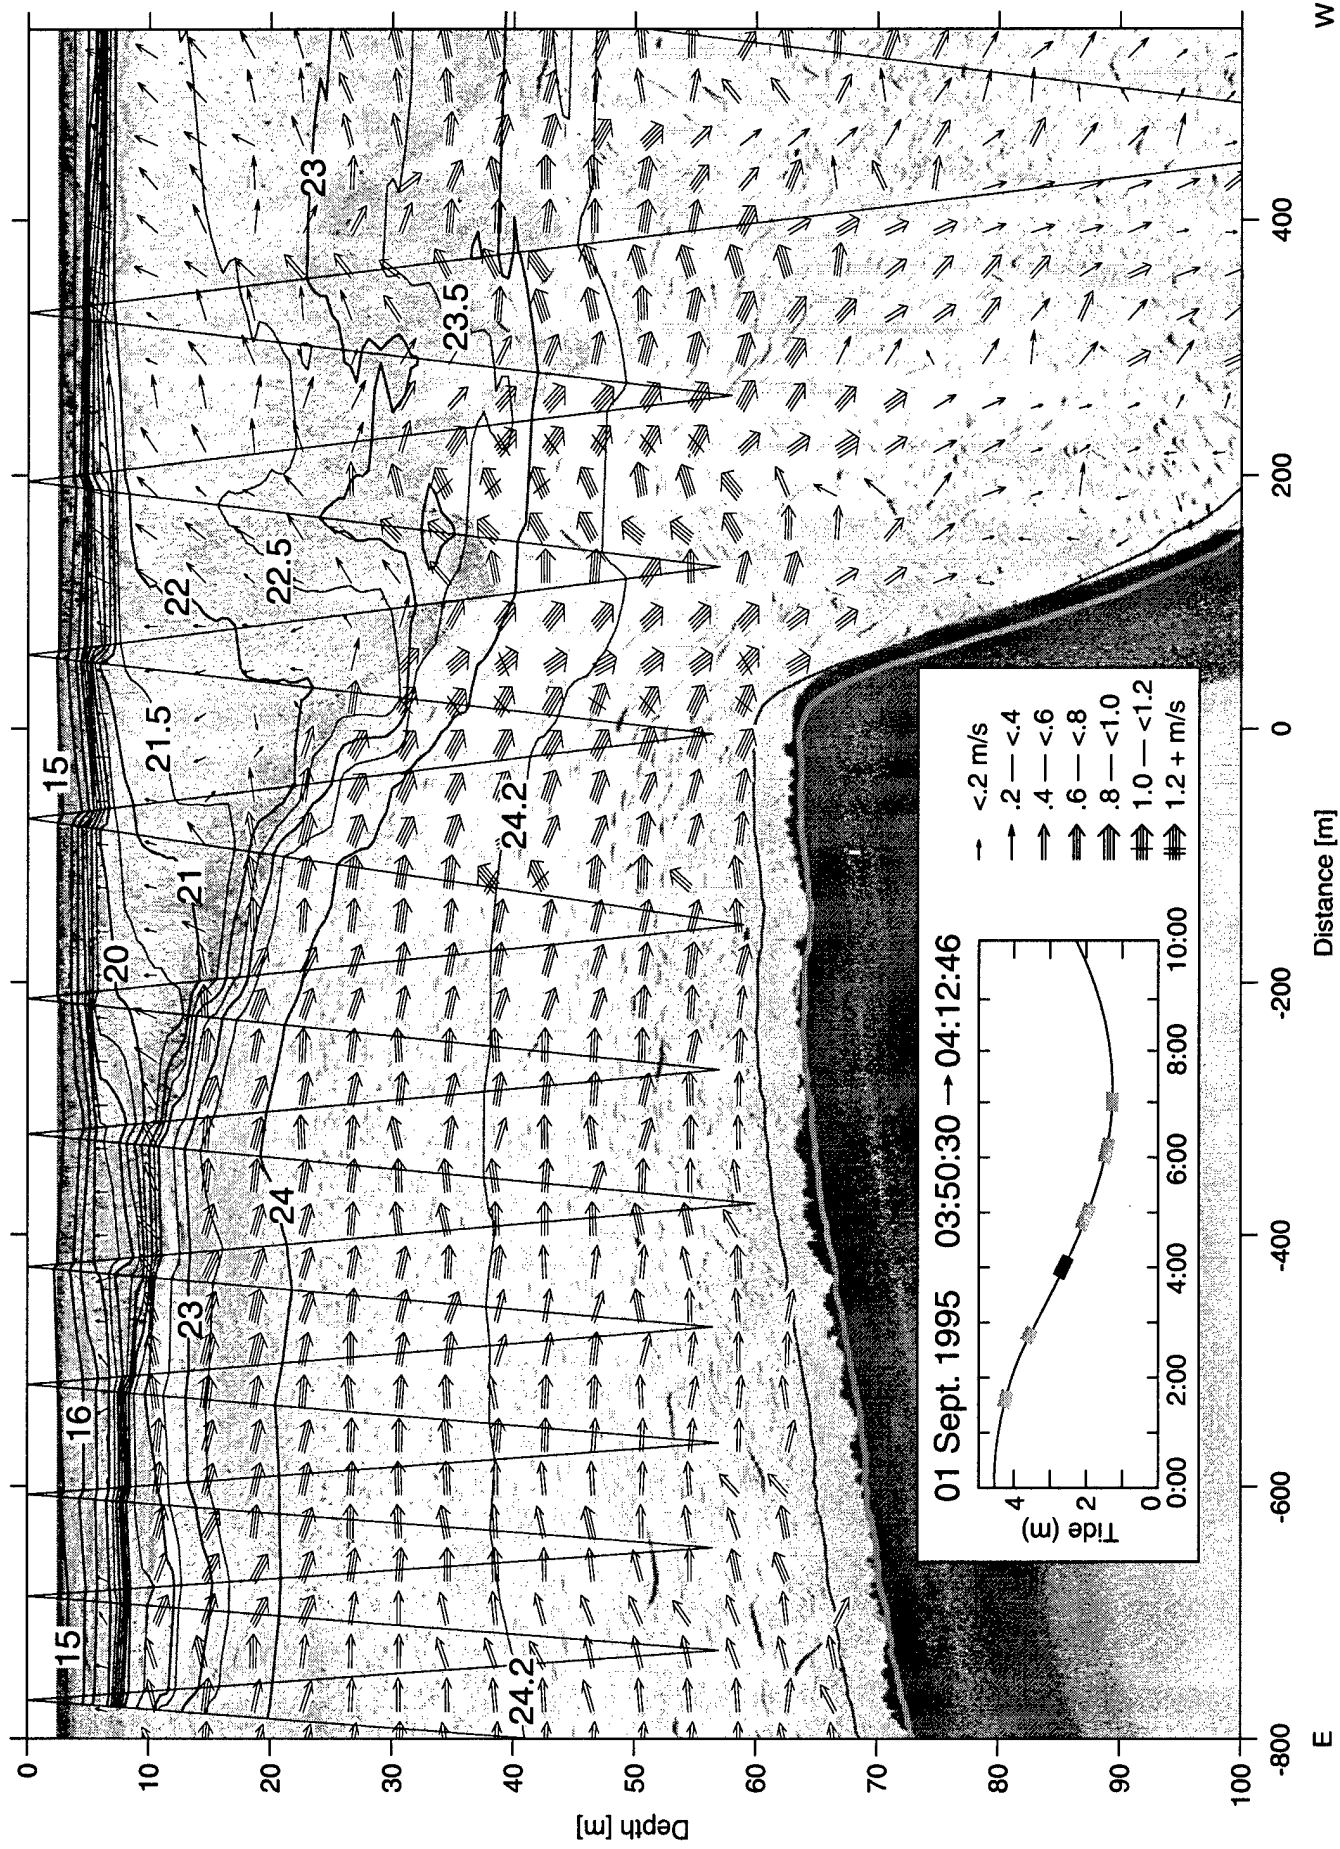 0
10
20
30
40
50
60
70
80
90
100
Depth [m]
15
16
15
20
21
21.5
22
22.5
23
23
23.5
24
24.2
24.2
01 Sept. 1995 03:50:30 → 04:12:46
Tide (m)
4
2
0
0:00 2:00 4:00 6:00 8:00 10:00
<.2 m/s
.2 — <.4
.4 — <.6
.6 — <.8
.8 — <1.0
1.0 — <1.2
1.2 + m/s
-800 -600 -400 -200 0 200 400
E Distance [m] W